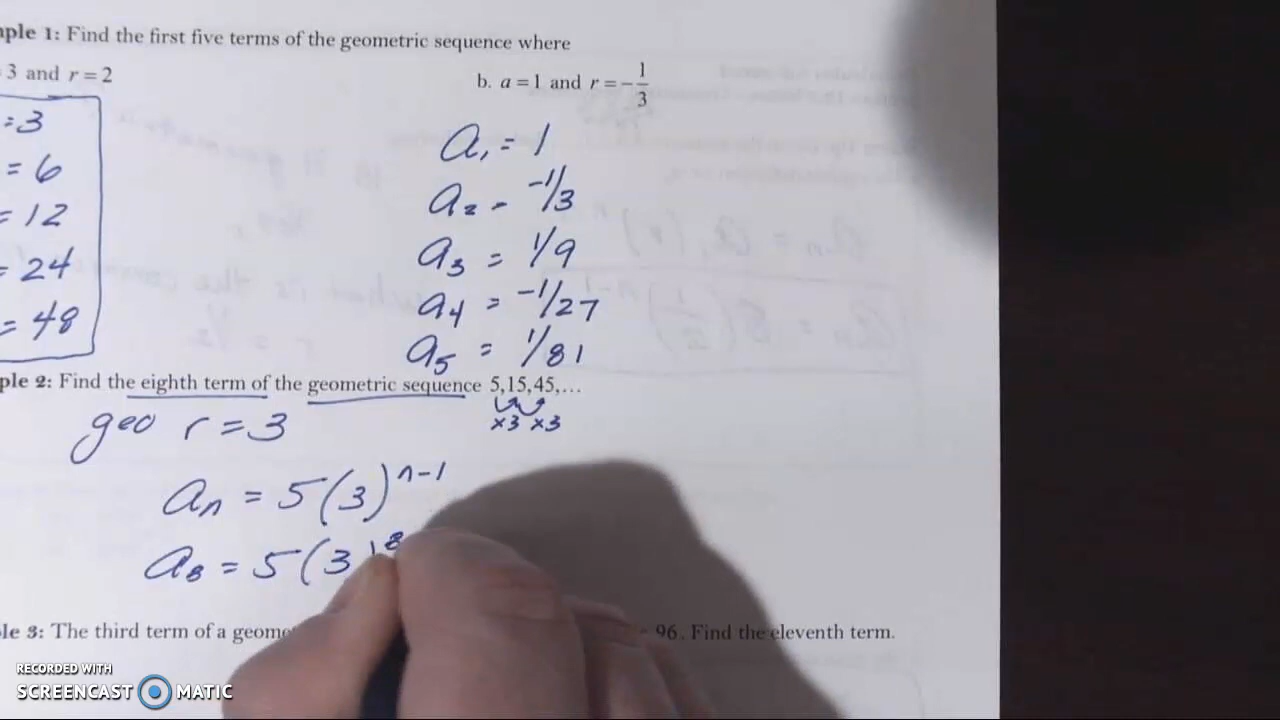 ple 1: Find the first five terms of the geometric sequence where
3 and r = 2
b. a = 1 and r = -1/3
= 3
= 6
= 12
= 24
= 48
a₁ = 1
a₂ = -1/3
a₃ = 1/9
a₄ = -1/27
a₅ = 1/81
ple 2: Find the eighth term of the geometric sequence 5,15,45,...
×3 ×3
geo r = 3
aₙ = 5(3)ⁿ⁻¹
a₈ = 5(3)⁸
le 3: The third term of a geome 96. Find the eleventh term.
RECORDED WITH
SCREENCAST MATIC